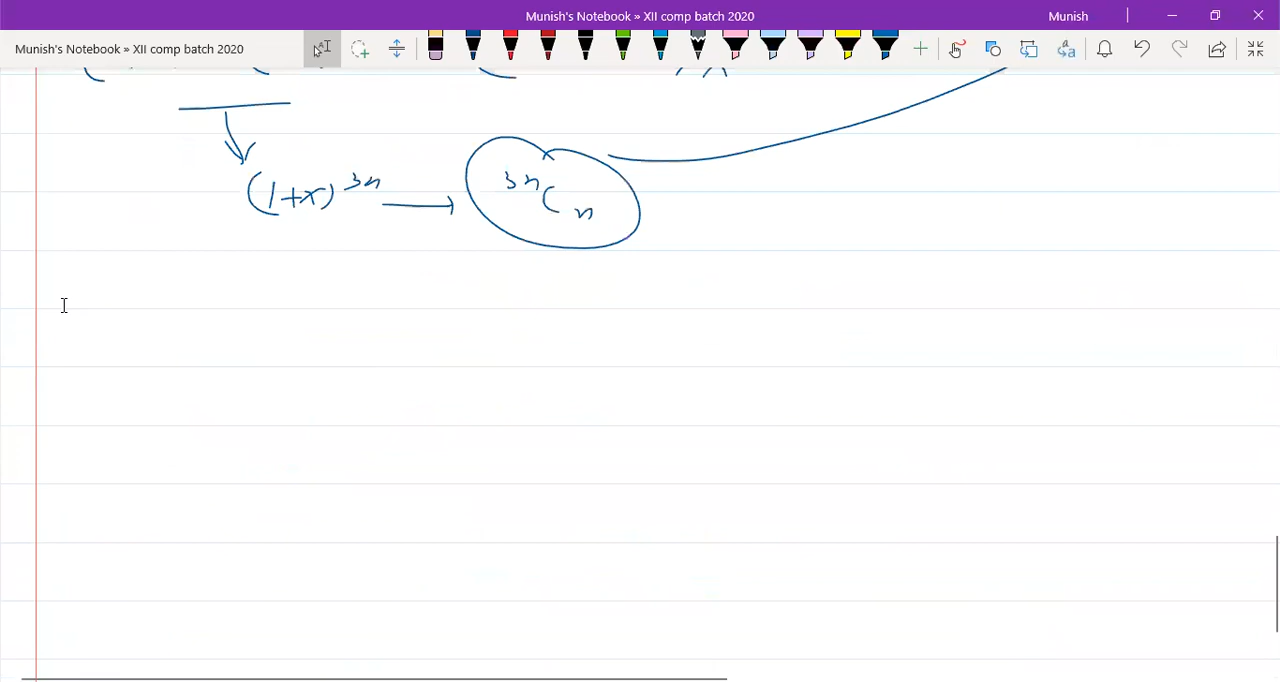 Munish's Notebook » XII comp batch 2020
Munish
Munish's Notebook » XII comp batch 2020
(1+x)³ⁿ → ³ⁿCₙ